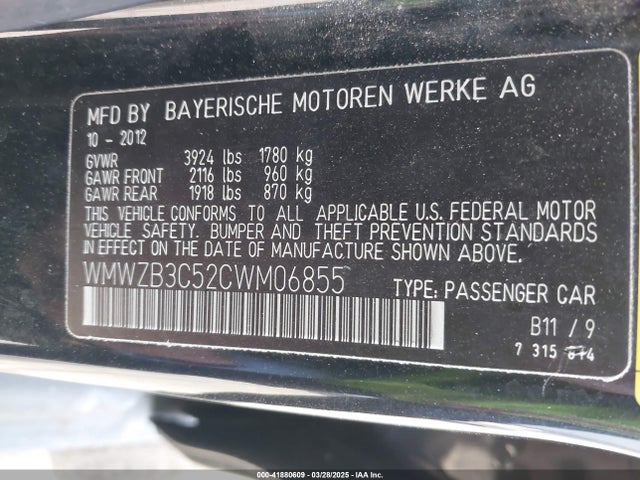 MFD BY BAYERISCHE MOTOREN WERKE AG
10 - 2012
GVWR 3924 lbs 1780 kg
GAWR FRONT 2116 lbs 960 kg
GAWR REAR 1918 lbs 870 kg
THIS VEHICLE CONFORMS TO ALL APPLICABLE U.S. FEDERAL MOTOR
VEHICLE SAFETY, BUMPER AND THEFT PREVENTION STANDARDS
IN EFFECT ON THE DATE OF MANUFACTURE SHOWN ABOVE.
WMWZB3C52CWM06855 TYPE: PASSENGER CAR
B11 / 9
7 315
000-41880609 - 03/28/2025 - IAA Inc.